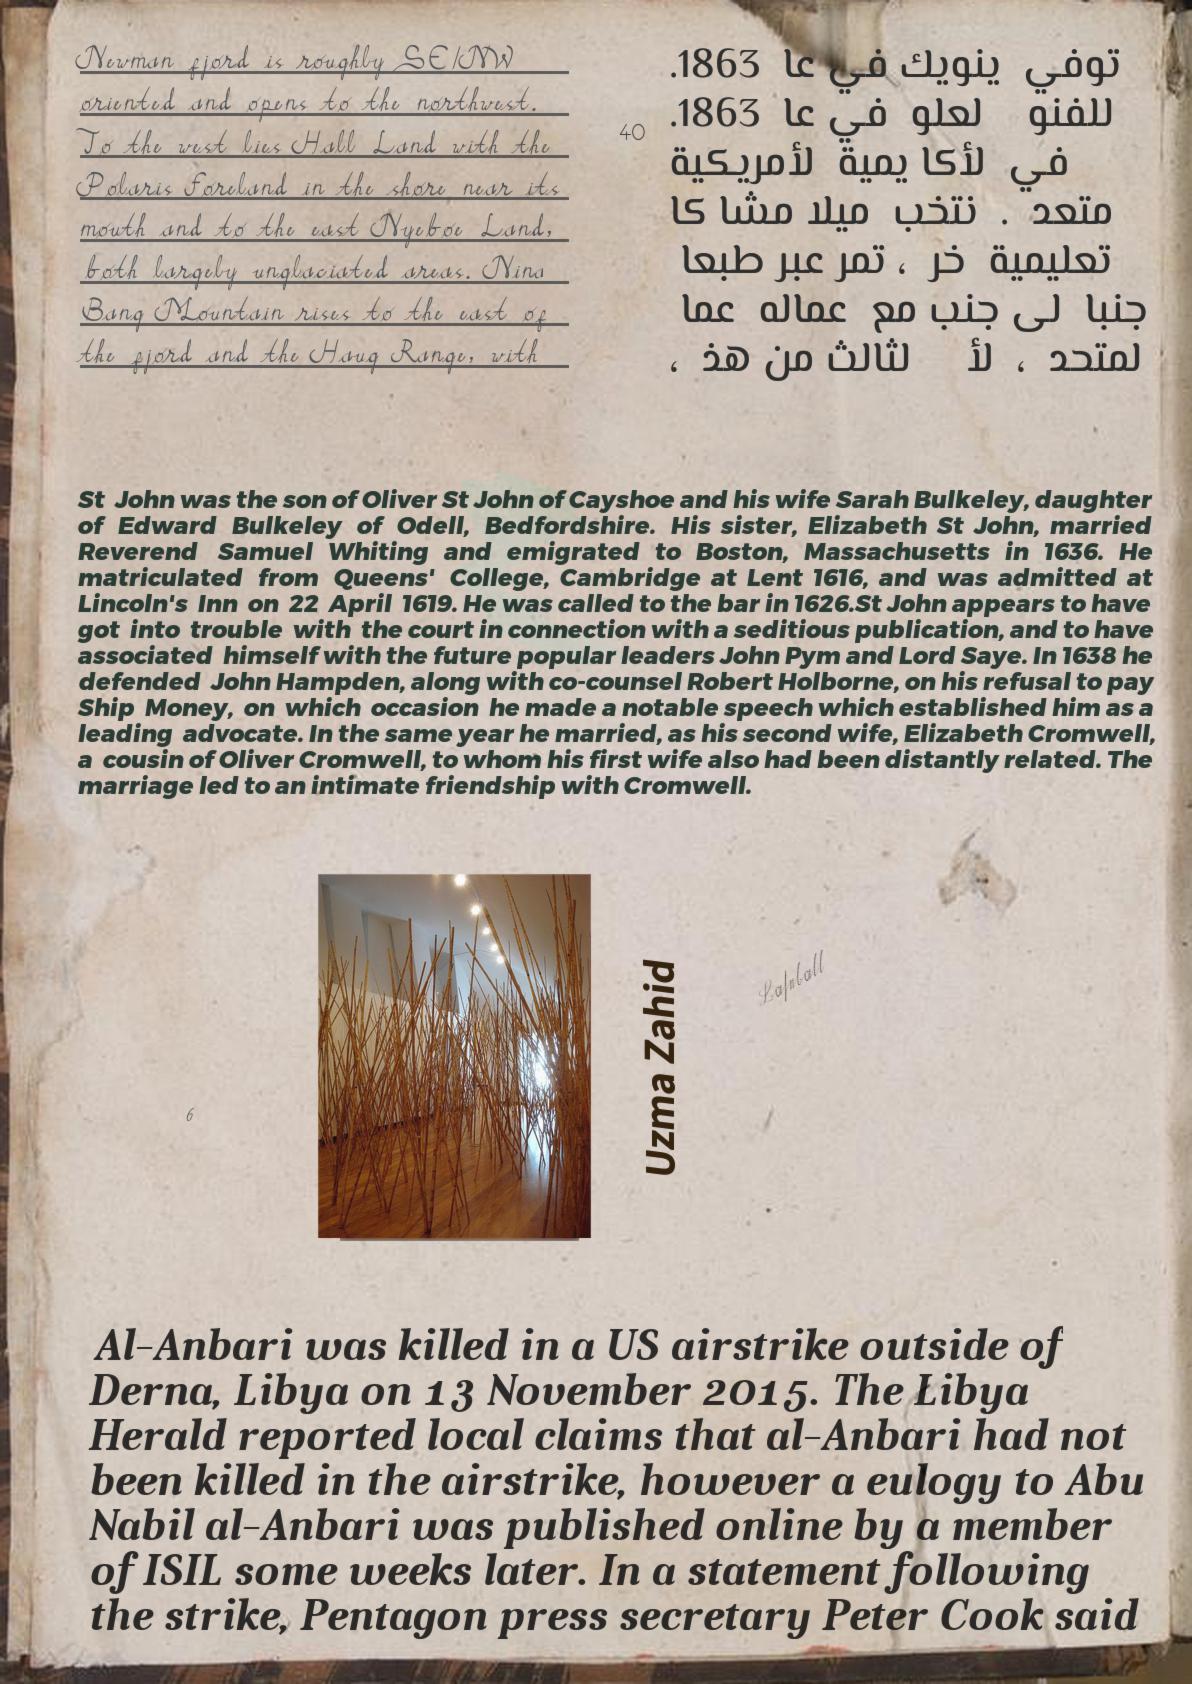 Newman fjord is roughly SE/NW
oriented and opens to the northwest.
To the west lies Hall Land with the
Polaris Foreland in the shore near its
mouth and to the east Nyeboe Land,
both largely unglaciated areas. Nina
Bang Mountain rises to the east of
the fjord and the Haug Range, with
40
توفي ينويك في عا 1863.
للفنو لعلو في عا 1863.
في لأكا يمية لأمريكية
متعد . نتخب ميلا مشا كا
تعليمية خر ، تمر عبر طبعا
جنبا لى جنب مع عماله عما
لمتحد ، لأ لثالث من هذ ،
St John was the son of Oliver St John of Cayshoe and his wife Sarah Bulkeley, daughter
of Edward Bulkeley of Odell, Bedfordshire. His sister, Elizabeth St John, married
Reverend Samuel Whiting and emigrated to Boston, Massachusetts in 1636. He
matriculated from Queens' College, Cambridge at Lent 1616, and was admitted at
Lincoln's Inn on 22 April 1619. He was called to the bar in 1626.St John appears to have
got into trouble with the court in connection with a seditious publication, and to have
associated himself with the future popular leaders John Pym and Lord Saye. In 1638 he
defended John Hampden, along with co-counsel Robert Holborne, on his refusal to pay
Ship Money, on which occasion he made a notable speech which established him as a
leading advocate. In the same year he married, as his second wife, Elizabeth Cromwell,
a cousin of Oliver Cromwell, to whom his first wife also had been distantly related. The
marriage led to an intimate friendship with Cromwell.
Uzma Zahid
6
Al-Anbari was killed in a US airstrike outside of
Derna, Libya on 13 November 2015. The Libya
Herald reported local claims that al-Anbari had not
been killed in the airstrike, however a eulogy to Abu
Nabil al-Anbari was published online by a member
of ISIL some weeks later. In a statement following
the strike, Pentagon press secretary Peter Cook said